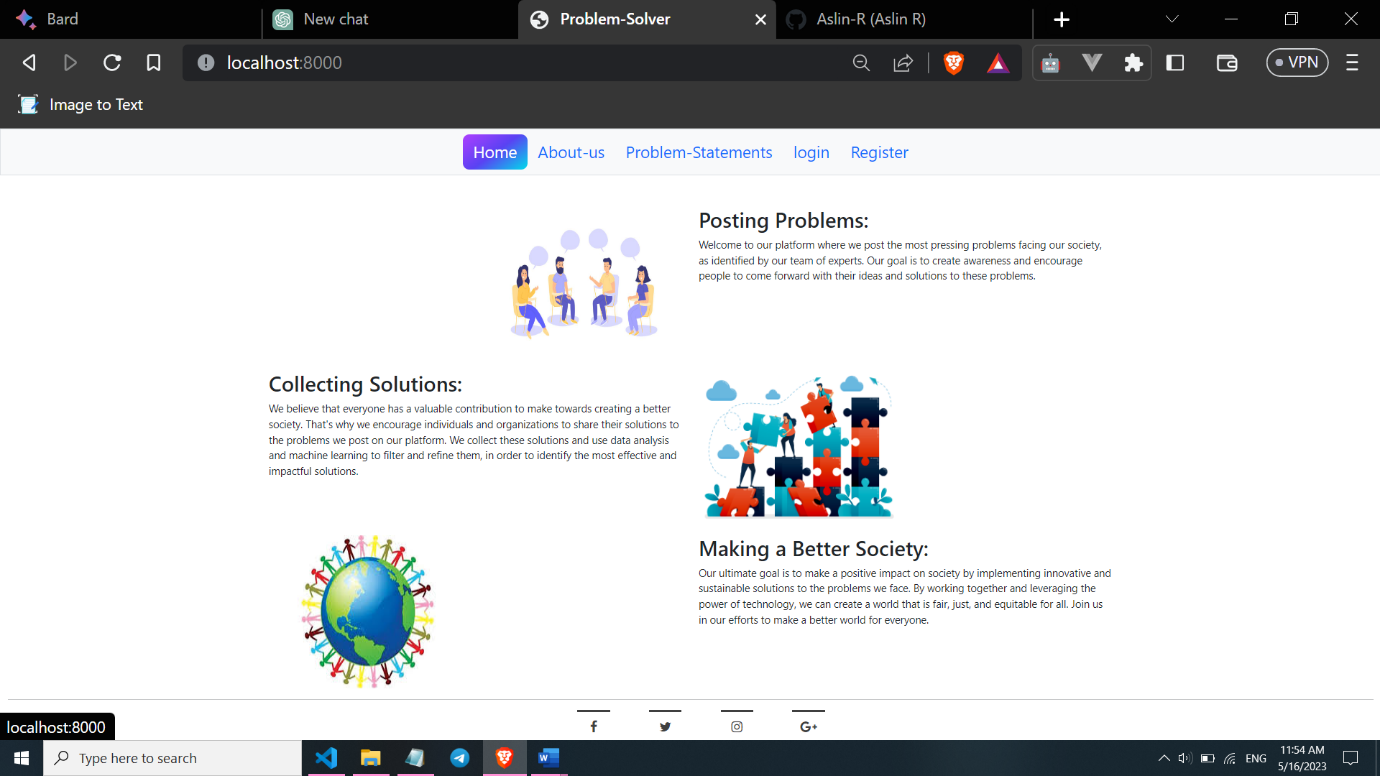 Bard
New chat
Problem-Solver
Aslin-R (Aslin R)
localhost:8000
VPN
Image to Text
Home
About-us
Problem-Statements
login
Register
Posting Problems:
Welcome to our platform where we post the most pressing problems facing our society,
as identified by our team of experts. Our goal is to create awareness and encourage
people to come forward with their ideas and solutions to these problems.
Collecting Solutions:
We believe that everyone has a valuable contribution to make towards creating a better
society. That's why we encourage individuals and organizations to share their solutions to
the problems we post on our platform. We collect these solutions and use data analysis
and machine learning to filter and refine them, in order to identify the most effective and
impactful solutions.
Making a Better Society:
Our ultimate goal is to make a positive impact on society by implementing innovative and
sustainable solutions to the problems we face. By working together and leveraging the
power of technology, we can create a world that is fair, just, and equitable for all. Join us
in our efforts to make a better world for everyone.
localhost:8000
Type here to search
ENG
11:54 AM
5/16/2023